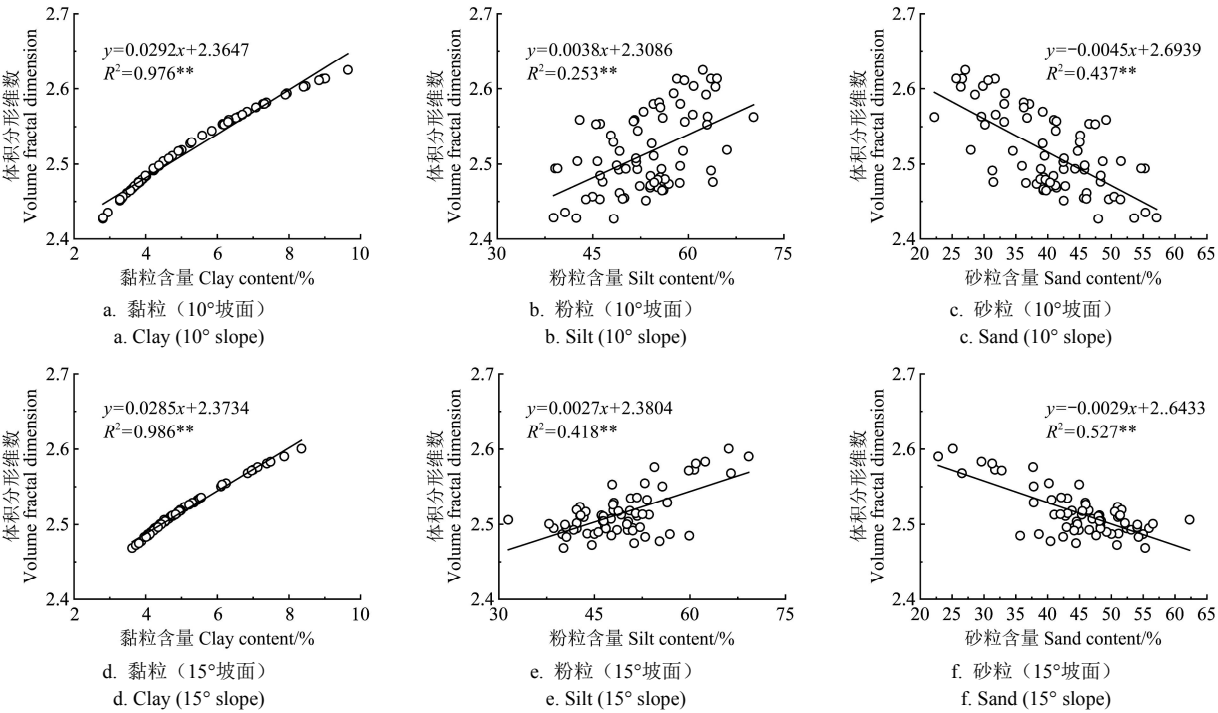 2.7
2.6
2.5
2.4
体积分形维数
Volume fractal dimension
y=0.0292x+2.3647
R²=0.976**
2 4 6 8 10
黏粒含量 Clay content/%
a. 黏粒（10°坡面）
a. Clay (10° slope)
2.7
2.6
2.5
2.4
体积分形维数
Volume fractal dimension
y=0.0038x+2.3086
R²=0.253**
30 45 60 75
粉粒含量 Silt content/%
b. 粉粒（10°坡面）
b. Silt (10° slope)
2.7
2.6
2.5
2.4
体积分形维数
Volume fractal dimension
y=−0.0045x+2.6939
R²=0.437**
20 25 30 35 40 45 50 55 60 65
砂粒含量 Sand content/%
c. 砂粒（10°坡面）
c. Sand (10° slope)
2.7
2.6
2.5
2.4
体积分形维数
Volume fractal dimension
y=0.0285x+2.3734
R²=0.986**
2 4 6 8 10
黏粒含量 Clay content/%
d. 黏粒（15°坡面）
d. Clay (15° slope)
2.7
2.6
2.5
2.4
体积分形维数
Volume fractal dimension
y=0.0027x+2.3804
R²=0.418**
30 45 60 75
粉粒含量 Silt content/%
e. 粉粒（15°坡面）
e. Silt (15° slope)
2.7
2.6
2.5
2.4
体积分形维数
Volume fractal dimension
y=−0.0029x+2..6433
R²=0.527**
20 25 30 35 40 45 50 55 60 65
砂粒含量 Sand content/%
f. 砂粒（15°坡面）
f. Sand (15° slope)